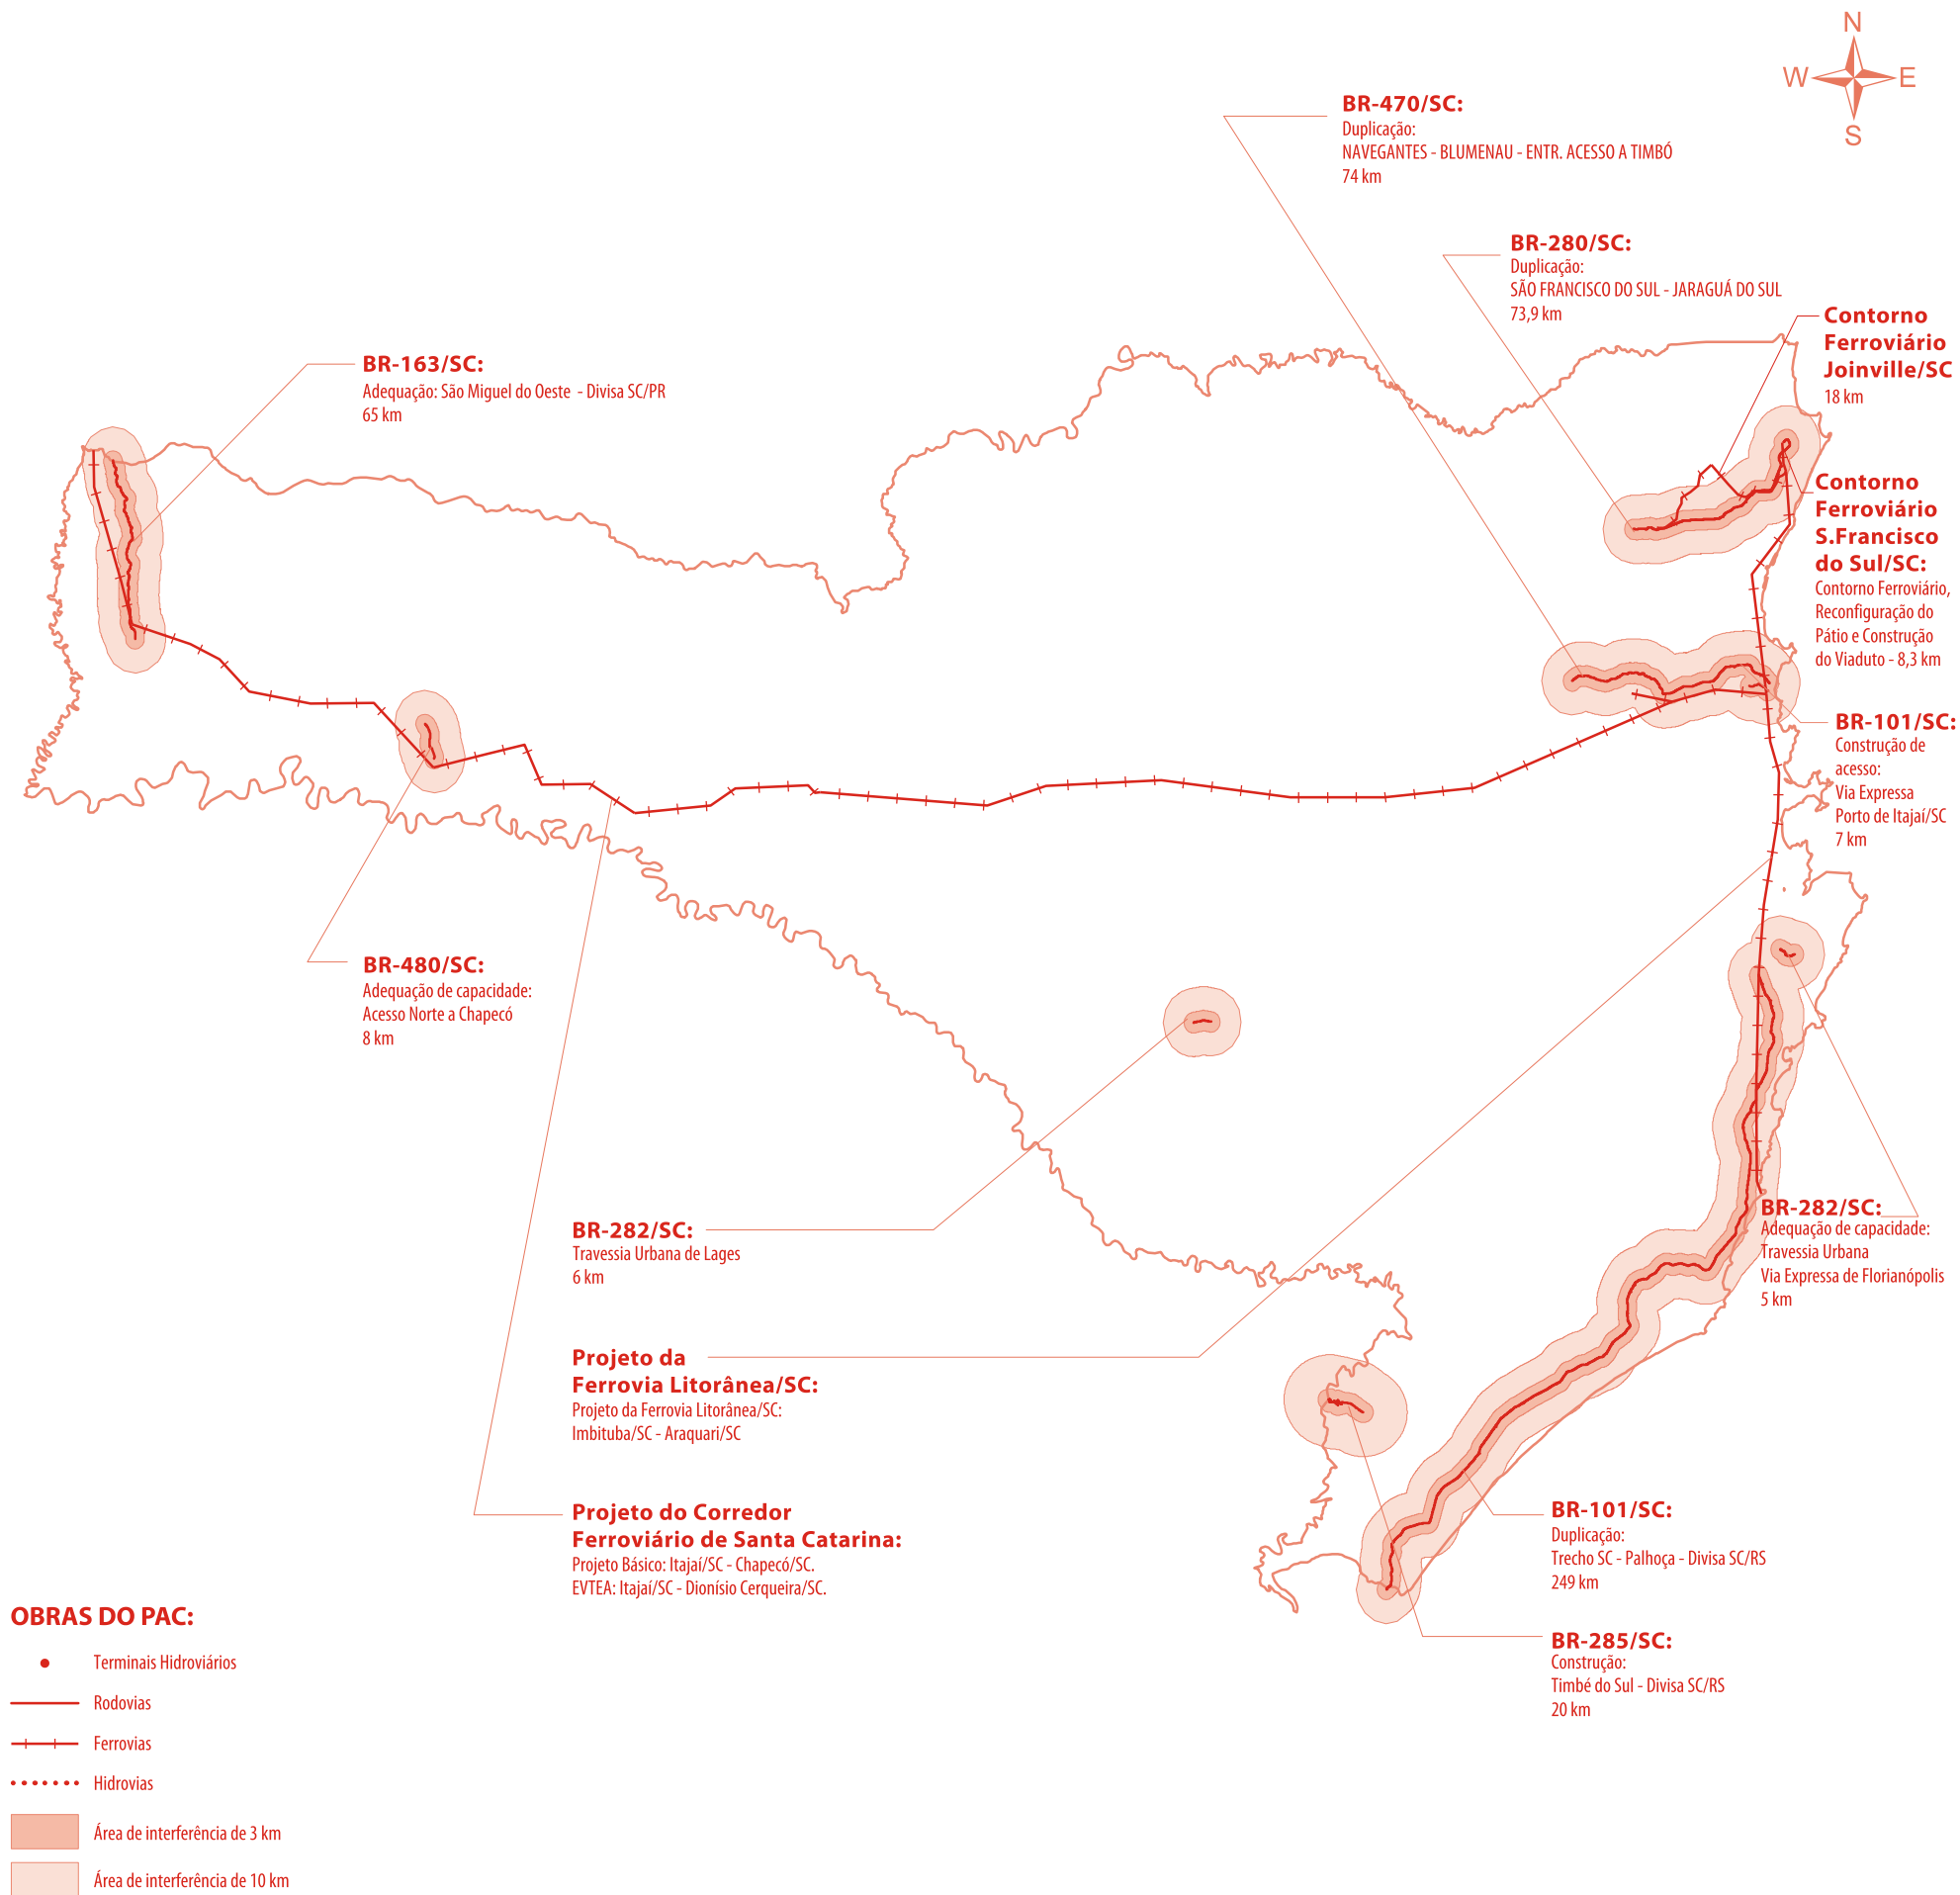 N
W
E
S
BR-470/SC:
Duplicação:
NAVEGANTES - BLUMENAU - ENTR. ACESSO A TIMBÓ
74 km
BR-280/SC:
Duplicação:
SÃO FRANCISCO DO SUL - JARAGUÁ DO SUL
73,9 km
Contorno
Ferroviário
Joinville/SC
18 km
BR-163/SC:
Adequação: São Miguel do Oeste - Divisa SC/PR
65 km
Contorno
Ferroviário
S.Francisco
do Sul/SC:
Contorno Ferroviário,
Reconfiguração do
Pátio e Construção
do Viaduto - 8,3 km
BR-101/SC:
Construção de
acesso:
Via Expressa
Porto de Itajaí/SC
7 km
BR-480/SC:
Adequação de capacidade:
Acesso Norte a Chapecó
8 km
BR-282/SC:
Travessia Urbana de Lages
6 km
BR-282/SC:
Adequação de capacidade:
Travessia Urbana
Via Expressa de Florianópolis
5 km
Projeto da
Ferrovia Litorânea/SC:
Projeto da Ferrovia Litorânea/SC:
Imbituba/SC - Araquari/SC
Projeto do Corredor
Ferroviário de Santa Catarina:
Projeto Básico: Itajaí/SC - Chapecó/SC.
EVTEA: Itajaí/SC - Dionísio Cerqueira/SC.
BR-101/SC:
Duplicação:
Trecho SC - Palhoça - Divisa SC/RS
249 km
BR-285/SC:
Construção:
Timbé do Sul - Divisa SC/RS
20 km
OBRAS DO PAC:
Terminais Hidroviários
Rodovias
Ferrovias
Hidrovias
Área de interferência de 3 km
Área de interferência de 10 km